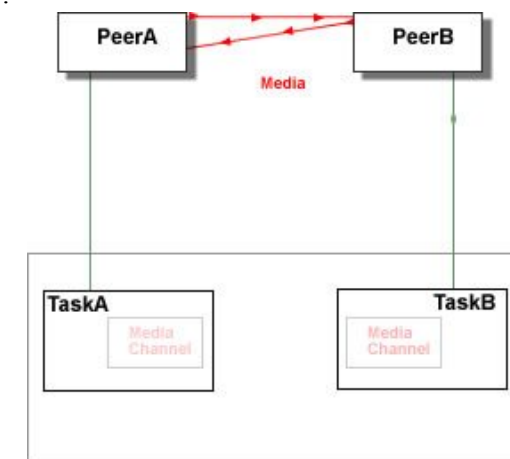 PeerA
PeerB
Media
TaskA
TaskB
Media
Channel
Media
Channel